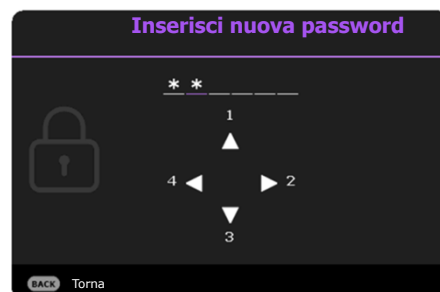 Inserisci nuova password
* * _ _ _ _
1
4 2
3
BACK Torna